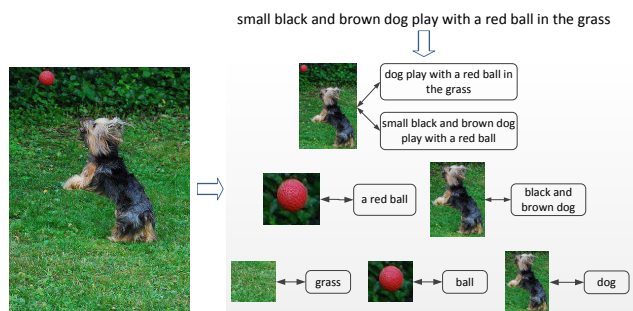 small black and brown dog play with a red ball in the grass
dog play with a red ball in
the grass
small black and brown dog
play with a red ball
a red ball
black and
brown dog
grass
ball
dog